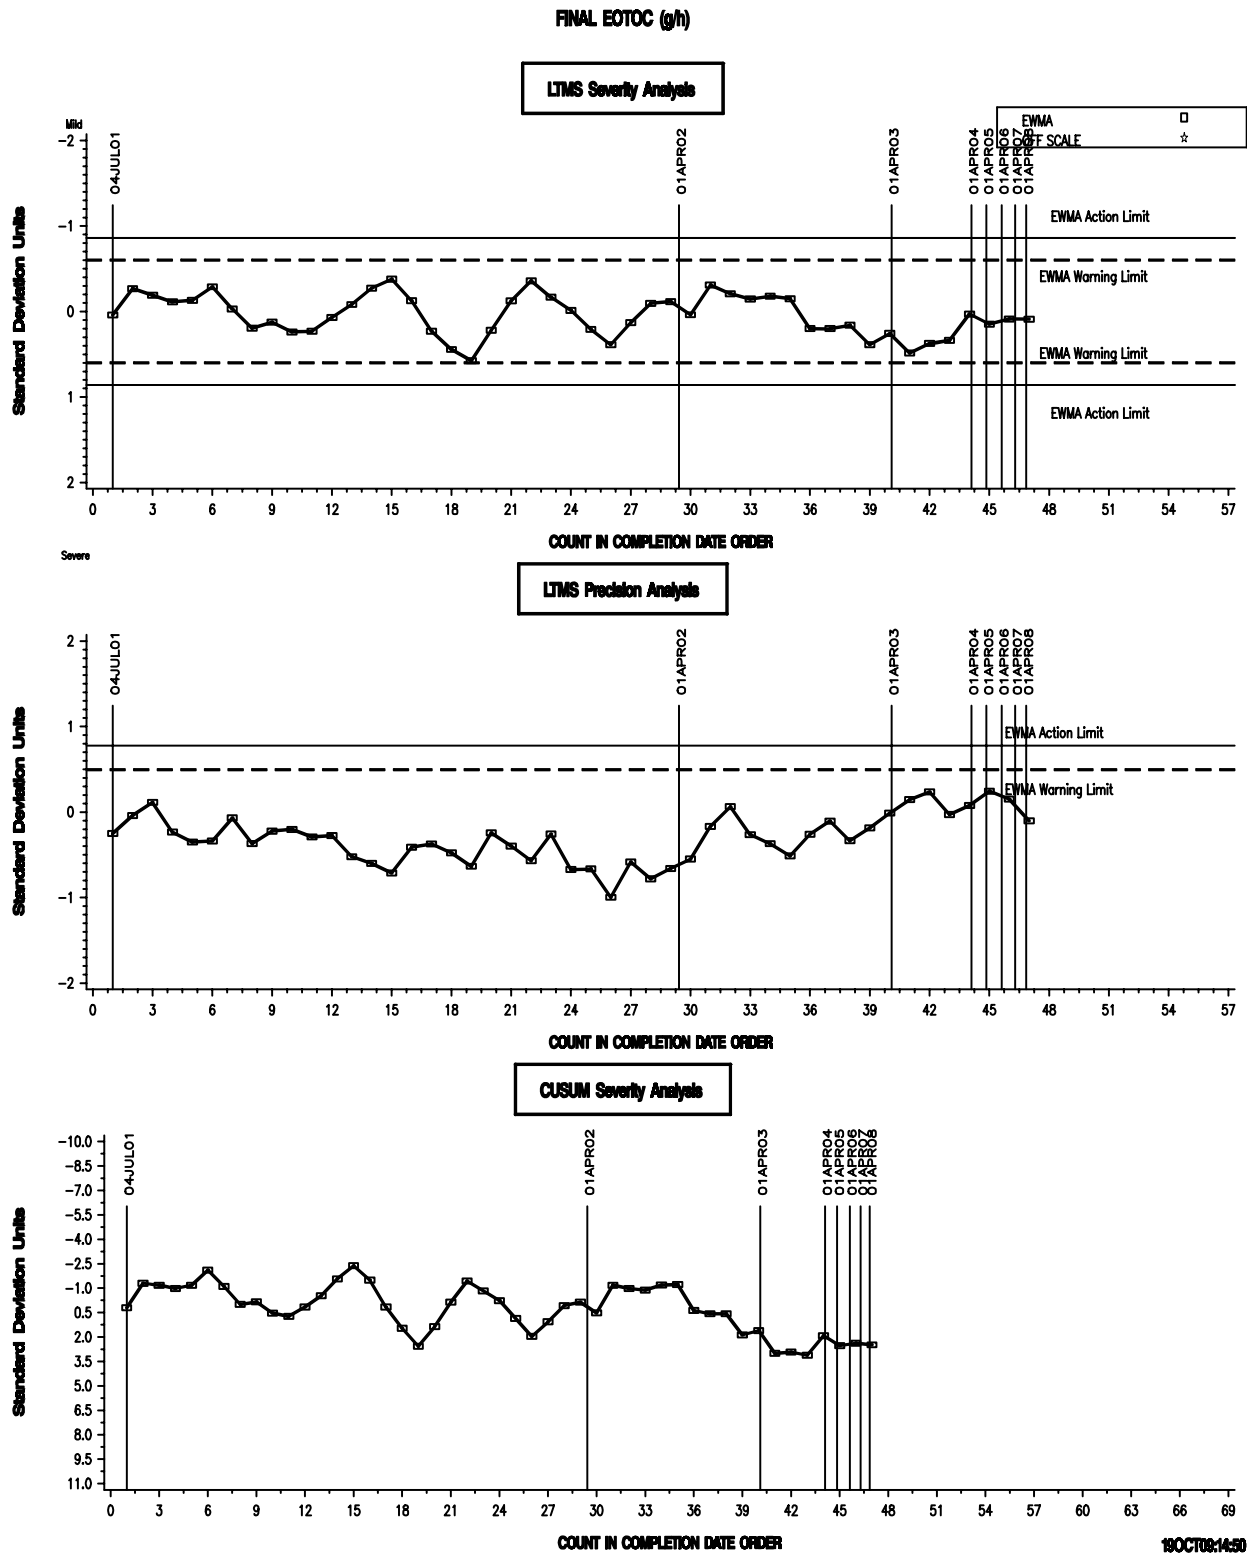 FINAL EOTOC (g/h)
LTMS Severity Analysis
Mild
EWMA
OFF SCALE
04JUL01 01APR02 01APR03 01APR04 01APR05 01APR06 01APR07 01APR08
-2
-1
0
1
2
Standard Deviation Units
EWMA Action Limit
EWMA Warning Limit
EWMA Warning Limit
EWMA Action Limit
0 3 6 9 12 15 18 21 24 27 30 33 36 39 42 45 48 51 54 57
COUNT IN COMPLETION DATE ORDER
Severe
LTMS Precision Analysis
04JUL01 01APR02 01APR03 01APR04 01APR05 01APR06 01APR07 01APR08
2
1
0
-1
-2
Standard Deviation Units
EWMA Action Limit
EWMA Warning Limit
0 3 6 9 12 15 18 21 24 27 30 33 36 39 42 45 48 51 54 57
COUNT IN COMPLETION DATE ORDER
CUSUM Severity Analysis
04JUL01 01APR02 01APR03 01APR04 01APR05 01APR06 01APR07 01APR08
-10.0
-8.5
-7.0
-5.5
-4.0
-2.5
-1.0
0.5
2.0
3.5
5.0
6.5
8.0
9.5
11.0
Standard Deviation Units
0 3 6 9 12 15 18 21 24 27 30 33 36 39 42 45 48 51 54 57 60 63 66 69
COUNT IN COMPLETION DATE ORDER
19OCT09:14:50